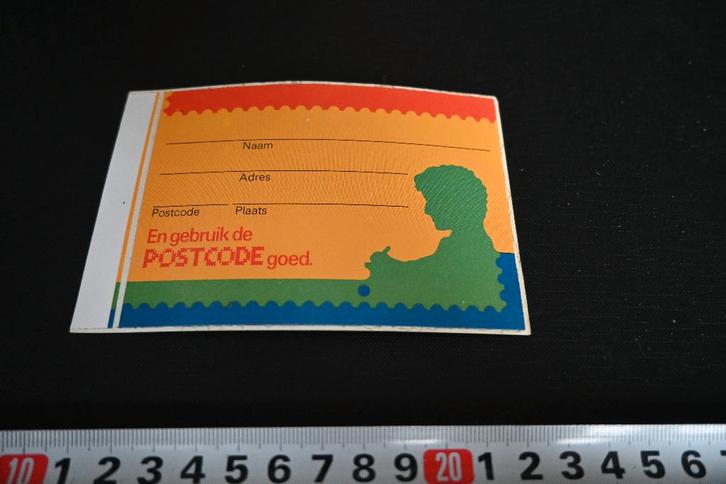 Naam
Adres
Postcode Plaats
En gebruik de
POSTCODE goed.
10 1 2 3 4 5 6 7 8 9 20 1 2 3 4 5 6